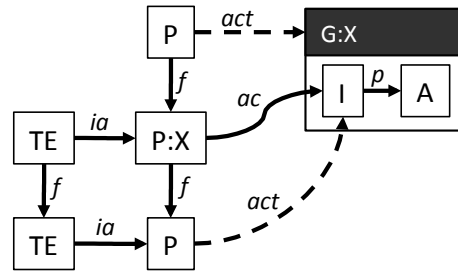 P act G:X
f ac I p A
TE ia P:X
f f
TE ia P act